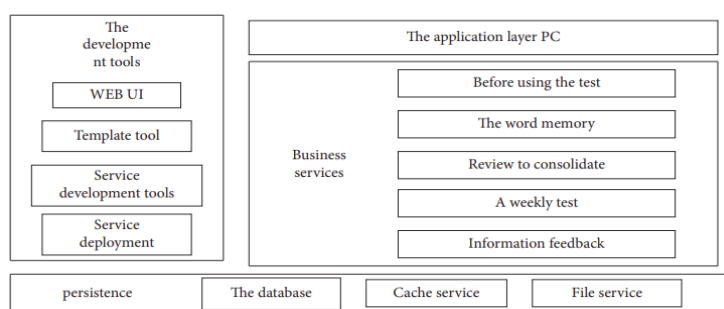 The
developme
nt tools
WEB UI
Template tool
Service
development tools
Service
deployment
The application layer PC
Business
services
Before using the test
The word memory
Review to consolidate
A weekly test
Information feedback
persistence
The database
Cache service
File service